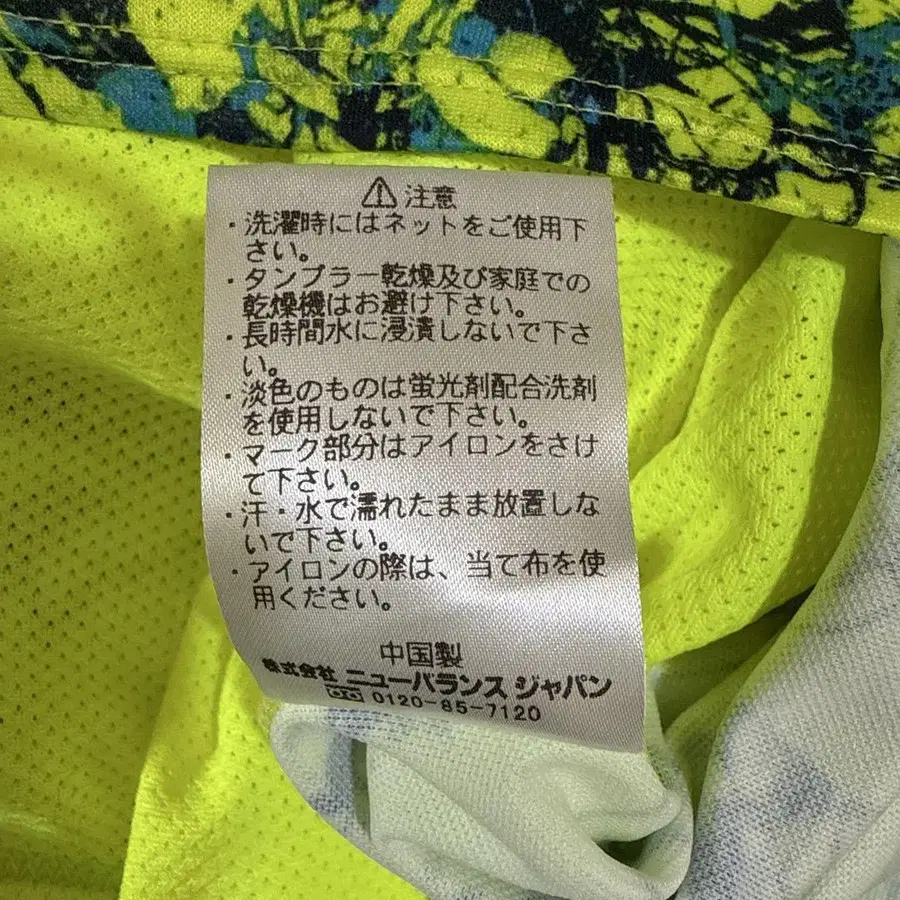 ⚠注意
・洗濯時にはネットをご使用下
さい。
・タンブラー乾燥及び家庭での
乾燥機はお避け下さい。
・長時間水に浸漬しないで下さ
い。
・淡色のものは蛍光剤配合洗剤
を使用しないで下さい。
・マーク部分はアイロンをさけ
て下さい。
・汗・水で濡れたまま放置しな
いで下さい。
・アイロンの際は、当て布を使
用ください。
中国製
株式会社 ニューバランス ジャパン
0120-85-7120